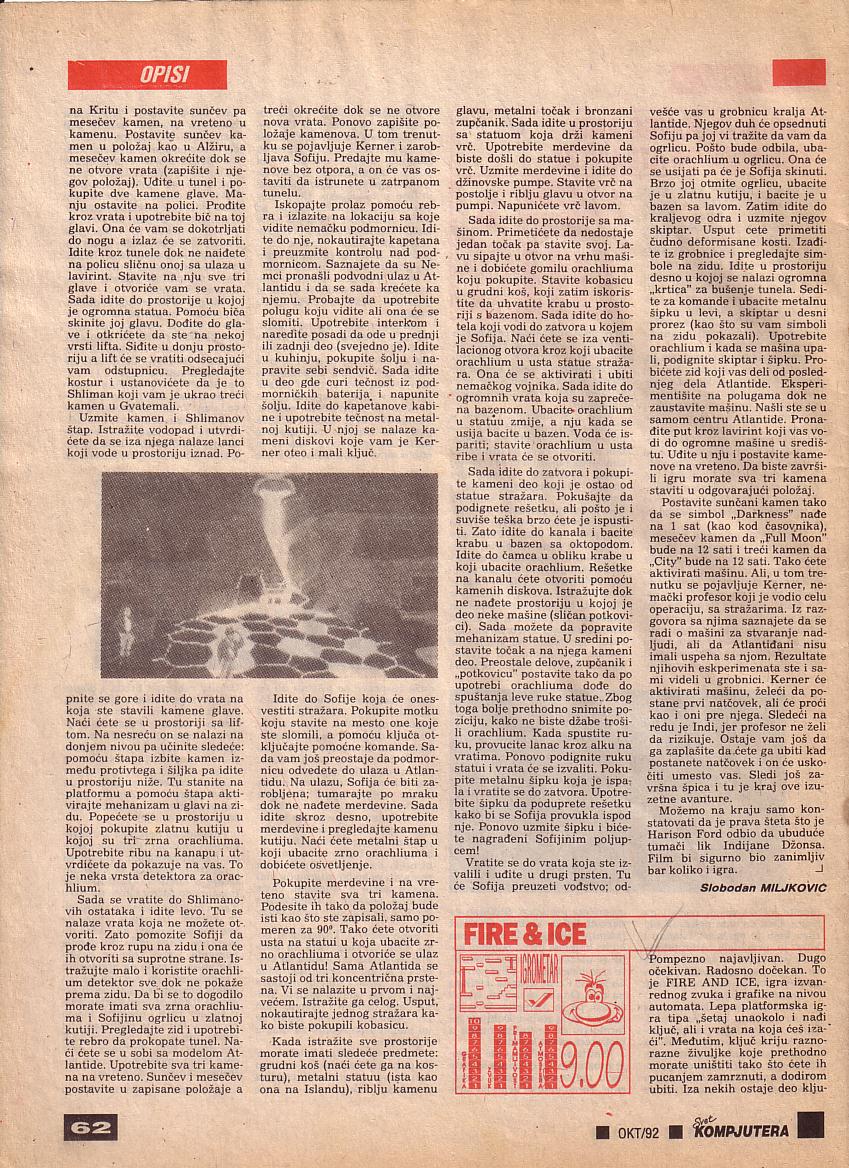 OPISI
na Kritu i postavite sunčev pa
mesečev kamen, na vreteno u
kamenu. Postavite sunčev ka-
men u položaj kao u Alžiru, a
mesečev kamen okrećite dok se
ne otvore vrata (zapišite i nje-
gov položaj). Uđite u tunel i po-
kupite dve kamene glave. Ma-
nju ostavite na polici. Prođite
kroz vrata i upotrebite bič na toj
glavi. Ona će vam se dokotrljati
do nogu a izlaz će se zatvoriti.
Idite kroz tunele dok ne naiđete
na policu sličnu onoj sa ulaza u
lavirint. Stavite na nju sve tri
glave i otvoriće vam se vrata.
Sada idite do prostorije u kojoj
je ogromna statua. Pomoću biča
skinite joj glavu. Dođite do gla-
ve i otkrićete da ste na nekoj
vrsti lifta. Siđite u donju prosto-
riju a lift će se vratiti odsecajući
vam odstupnicu. Pregledajte
kostur i ustanovićete da je to
Shliman koji vam je ukrao treći
kamen u Gvatemali.
Uzmite kamen i Shlimanov
štap. Istražite vodopad i utvrdi-
ćete da se iza njega nalaze lanci
koji vode u prostoriju iznad. Po-
pnite se gore i idite do vrata na
koja ste stavili kamene glave.
Naći ćete se u prostoriji sa lif-
tom. Na nesreću on se nalazi na
donjem nivou pa učinite sledeće:
pomoću štapa izbite kamen iz-
među protivtega i šiljka pa idite
u prostoriju niže. Tu stanite na
platformu a pomoću štapa akti-
virajte mehanizam u glavi na zi-
du. Popećete se u prostoriju u
kojoj pokupite zlatnu kutiju u
kojoj su tri zrna orachliuma.
Upotrebite ribu na kanapu i ut-
vrdićete da pokazuje na vas. To
je neka vrsta detektora za orac-
hlium.
Sada se vratite do Shlimano-
vih ostataka i idite levo. Tu se
nalaze vrata koja ne možete ot-
voriti. Zato pomozite Sofiji da
prođe kroz rupu na zidu i ona će
ih otvoriti sa suprotne strane. Is-
tražujte malo i koristite orachli-
um detektor sve dok ne pokaže
prema zidu. Da bi se to dogodilo
morate imati sva zrna orachliu-
ma i Sofijinu ogrlicu u zlatnoj
kutiji. Pregledajte zid i upotrebi-
te rebro da prokopate tunel. Na-
ći ćete se u sobi sa modelom At-
lantide. Upotrebite sva tri kame-
na na vreteno. Sunčev i mesečev
postavite u zapisane položaje a
treći okrećite dok se ne otvore
nova vrata. Ponovo zapišite po-
ložaje kamenova. U tom trenut-
ku se pojavljuje Kerner i zarob-
ljava Sofiju. Predajte mu kame-
nove bez otpora, a on će vas os-
taviti da istrunete u zatrpanom
tunelu.
Iskopajte prolaz pomoću reb-
ra i izlazite na lokaciju sa koje
vidite nemačku podmornicu. Idi-
te do nje, nokautirajte kapetana
i preuzmite kontrolu nad pod-
mornicom. Saznajete da su Ne-
mci pronašli podvodni ulaz u At-
lantidu i da se sada krećete ka
njemu. Probajte da upotrebite
polugu koju vidite ali ona će se
slomiti. Upotrebite interkom i
naredite posadi da ode u prednji
ili zadnji deo (svejedno je). Idite
u kuhinju, pokupite šolju i na-
pravite sebi sendvič. Sada idite
u deo gde curi tečnost iz pod-
morničkih baterija i napunite
šolju. Idite do kapetanove kabi-
ne i upotrebite tečnost na metal-
noj kutiji. U njoj se nalaze ka-
meni diskovi koje vam je Ker-
ner oteo i mali ključ.
Idite do Sofije koja će ones-
vestiti stražara. Pokupite motku
koju stavite na mesto one koje
ste slomili, a pomoću ključa ot-
ključajte pomoćne komande. Sa-
da vam još preostaje da podmor-
nicu odvedete do ulaza u Atlan-
tidu. Na ulazu, Sofija će biti za-
robljena; tumarajte po mraku
dok ne nađete merdevine. Sada
idite skroz desno, upotrebite
merdevine i pregledajte kamenu
kutiju. Naći ćete metalni štap u
koji ubacite zrno orachliuma i
dobićete osvetljenje.
Pokupite merdevine i na vre-
teno stavite sva tri kamena.
Podesite ih tako da položaj bude
isti kao što ste zapisali, samo po-
meren za 90°. Tako ćete otvoriti
usta na statui u koja ubacite zr-
no orachliuma i otvoriće se ulaz
u Atlantidu! Sama Atlantida se
sastoji od tri koncentrična prste-
na. Vi se nalazite u prvom i naj-
većem. Istražite ga celog. Usput,
nokautirajte jednog stražara ka-
ko biste pokupili kobasicu.
Kada istražite sve prostorije
morate imati sledeće predmete:
grudni koš (naći ćete ga na kos-
turu), metalnu statuu (ista kao
ona na Islandu), riblju kamenu
glavu, metalni točak i bronzani
zupčanik. Sada idite u prostoriju
sa statuom koja drži kameni
vrč. Upotrebite merdevine da
biste došli do statue i pokupite
vrč. Uzmite merdevine i idite do
džinovske pumpe. Stavite vrč na
postolje i riblju glavu u otvor na
pumpi. Napunićete vrč lavom.
Sada idite do prostorije sa ma-
šinom. Primetićete da nedostaje
jedan točak pa stavite svoj. La-
vu sipajte u otvor na vrhu maši-
ne i dobićete gomilu orachliuma
koju pokupite. Stavite kobasicu
u grudni koš, koji zatim iskoris-
tite da uhvatite krabu u prosto-
riji s bazenom. Sada idite do ho-
tela koji vodi do zatvora u kojem
je Sofija. Naći ćete se iza venti-
lacionog otvora kroz koji ubacite
orachlium u usta statue straža-
ra. Ona će se aktivirati i ubiti
nemačkog vojnika. Sada idite do
ogromnih vrata koja su zapreče-
na bazenom. Ubacite orachlium
u statuu zmije, a nju kada se
usija bacite u bazen. Voda će is-
pariti; stavite orachlium u usta
ribe i vrata će se otvoriti.
Sada idite do zatvora i pokupi-
te kameni deo koji je ostao od
statue stražara. Pokušajte da
podignete rešetku, ali pošto je i
suviše teška brzo ćete je ispusti-
ti. Zato idite do kanala i bacite
krabu u bazen sa oktopodom.
Idite do čamca u obliku krabe u
koji ubacite orachlium. Rešetke
na kanalu ćete otvoriti pomoću
kamenih diskova. Istražujte dok
ne nađete prostoriju u kojoj je
deo neke mašine (sličan potkovi-
ci). Sada možete da popravite
mehanizam statue. U sredini po-
stavite točak a na njega kameni
deo. Preostale delove, zupčanik i
„potkovicu” postavite tako da po
upotrebi orachliuma dođe do
spuštanja leve ruke statue. Zbog
toga bolje prethodno snimite po-
ziciju, kako ne biste džabe troši-
li orachlium. Kada spustite ru-
ku, provucite lanac kroz alku na
vratima. Ponovo podignite ruku
statui i vrata će se izvaliti. Poku-
pite metalnu šipku koja je ispa-
la i vratite se do zatvora. Upotre-
bite šipku da poduprete rešetku
kako bi se Sofija provukla ispod
nje. Ponovo uzmite šipku i biće-
te nagrađeni Sofijinim poljup-
cem!
Vratite se do vrata koja ste iz-
valili i uđite u drugi prsten. Tu
će Sofija preuzeti vođstvo; od-
vešće vas u grobnicu kralja At-
lantide. Njegov duh će opsednuti
Sofiju pa joj vi tražite da vam da
ogrlicu. Pošto bude odbila, uba-
cite orachlium u ogrlicu. Ona će
se usijati pa će je Sofija skinuti.
Brzo joj otmite ogrlicu, ubacite
je u zlatnu kutiju, i bacite je u
bazen sa lavom. Zatim idite do
kraljevog odra i uzmite njegov
skiptar. Usput ćete primetiti
čudno deformisane kosti. Izađi-
te iz grobnice i pregledajte sim-
bole na zidu. Idite u prostoriju
desno u kojoj se nalazi ogromna
„krtica” za bušenje tunela. Sedi-
te za komande i ubacite metalnu
šipku u levi, a skiptar u desni
prorez (kao što su vam simboli
na zidu pokazali). Upotrebite
orachlium i kada se mašina upa-
li, podignite skiptar i šipku. Pro-
bićete zid koji vas deli od posled-
njeg dela Atlantide. Eksperi-
mentišite na polugama dok ne
zaustavite mašinu. Našli ste se u
samom centru Atlantide. Prona-
đite put kroz lavirint koji vas vo-
di do ogromne mašine u središ-
tu. Uđite u nju i postavite kame-
nove na vreteno. Da biste završi-
li igru morate sva tri kamena
staviti u odgovarajući položaj.
Postavite sunčani kamen tako
da se simbol „Darkness” nađe
na 1 sat (kao kod časovnika),
mesečev kamen da „Full Moon”
bude na 12 sati i treći kamen da
„City” bude na 12 sati. Tako ćete
aktivirati mašinu. Ali, u tom tre-
nutku se pojavljuje Kerner, ne-
mački profesor koji je vodio celu
operaciju, sa stražarima. Iz raz-
govora sa njima saznajete da se
radi o mašini za stvaranje nad-
ljudi, ali da Atlantiđani nisu
imali uspeha sa njom. Rezultate
njihovih eskperimenata ste i sa-
mi videli u grobnici. Kerner će
aktivirati mašinu, želeći da po-
stane prvi natčovek, ali će proći
kao i oni pre njega. Sledeći na
redu je Indi, jer profesor ne želi
da rizikuje. Ostaje vam još da
ga zaplašite da ćete ga ubiti kad
postanete natčovek i on će usko-
čiti umesto vas. Sledi još za-
vršna špica i tu je kraj ove izu-
zetne avanture.
Možemo na kraju samo kon-
statovati da je prava šteta što je
Harison Ford odbio da ubuduće
tumači lik Indijane Džonsa.
Film bi sigurno bio zanimljiv
bar koliko i igra.
Slobodan MILJKOVIĆ
FIRE & ICE
IGROMETAR
GRAFIKA
ZVUK
PRIMAMLJIVOST
ATMOSFERA
9.00
Pompezno najavljivan. Dugo
očekivan. Radosno dočekan. To
je FIRE AND ICE, igra izvan-
rednog zvuka i grafike na nivou
automata. Lepa platformska ig-
ra tipa „šetaj unaokolo i nađi
ključ, ali i vrata na koja ćeš iza-
ći”. Međutim, ključ kriju razno-
razne živuljke koje prethodno
morate uništiti tako što ćete ih
pucanjem zamrznuti, a dodirom
ubiti. Iza nekih ostaje deo klju-
62
OKT/92
Svet KOMPJUTERA